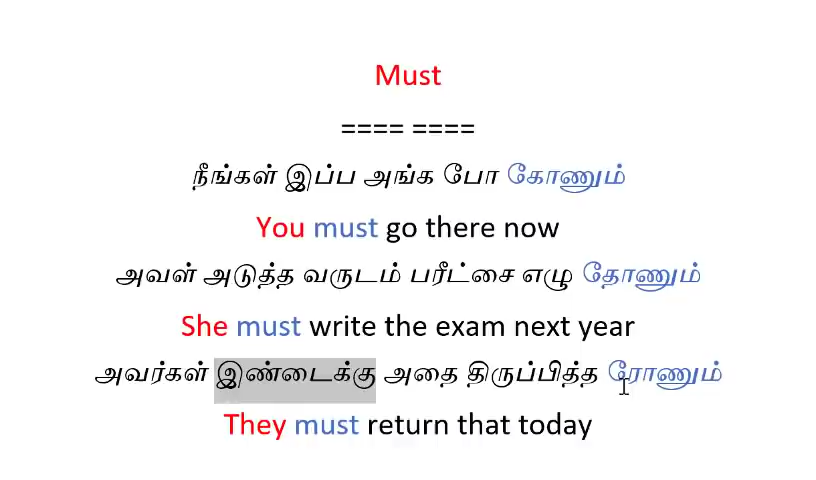 Must
==== ====
நீங்கள் இப்ப அங்க போ கோணும்
You must go there now
அவள் அடுத்த வருடம் பரீட்சை எழு தோணும்
She must write the exam next year
அவர்கள் இண்டைக்கு அதை திருப்பித்த ரோணும்
They must return that today